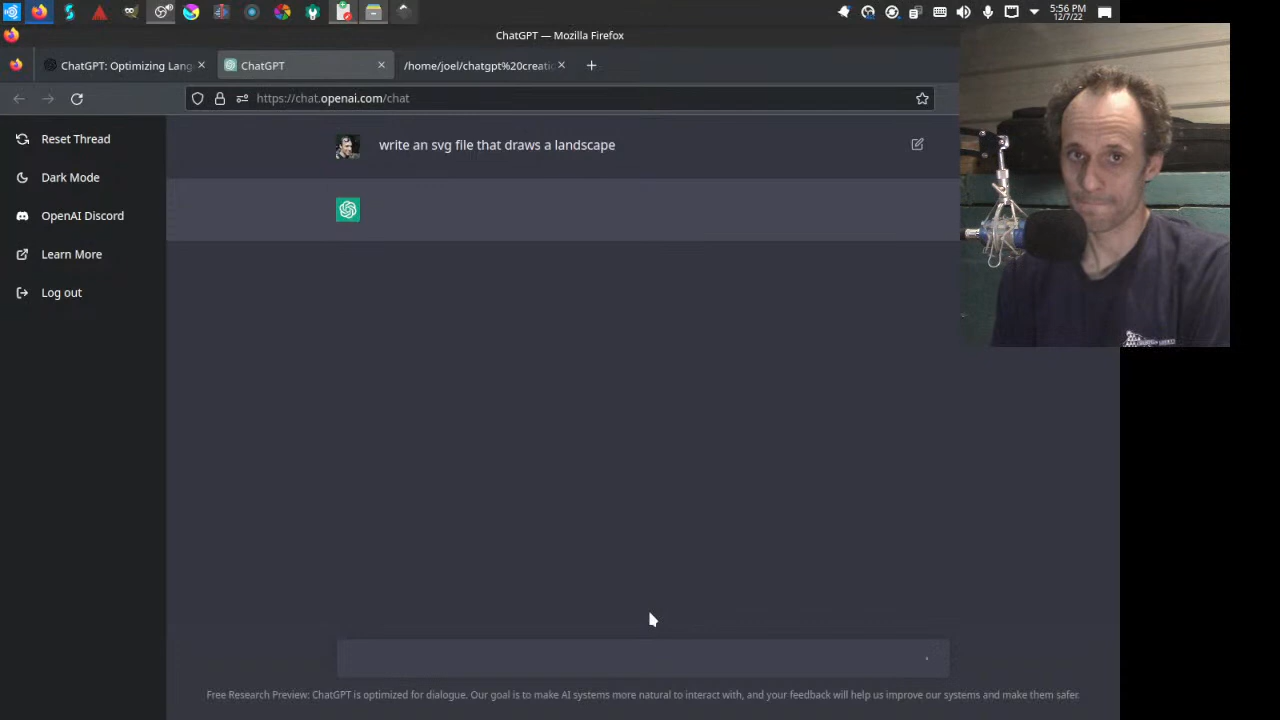 5:56 PM
12/7/22
ChatGPT — Mozilla Firefox
ChatGPT: Optimizing Lang
ChatGPT
/home/joel/chatgpt%20creatic
https://chat.openai.com/chat
Reset Thread
Dark Mode
OpenAI Discord
Learn More
Log out
write an svg file that draws a landscape
Free Research Preview: ChatGPT is optimized for dialogue. Our goal is to make AI systems more natural to interact with, and your feedback will help us improve our systems and make them safer.